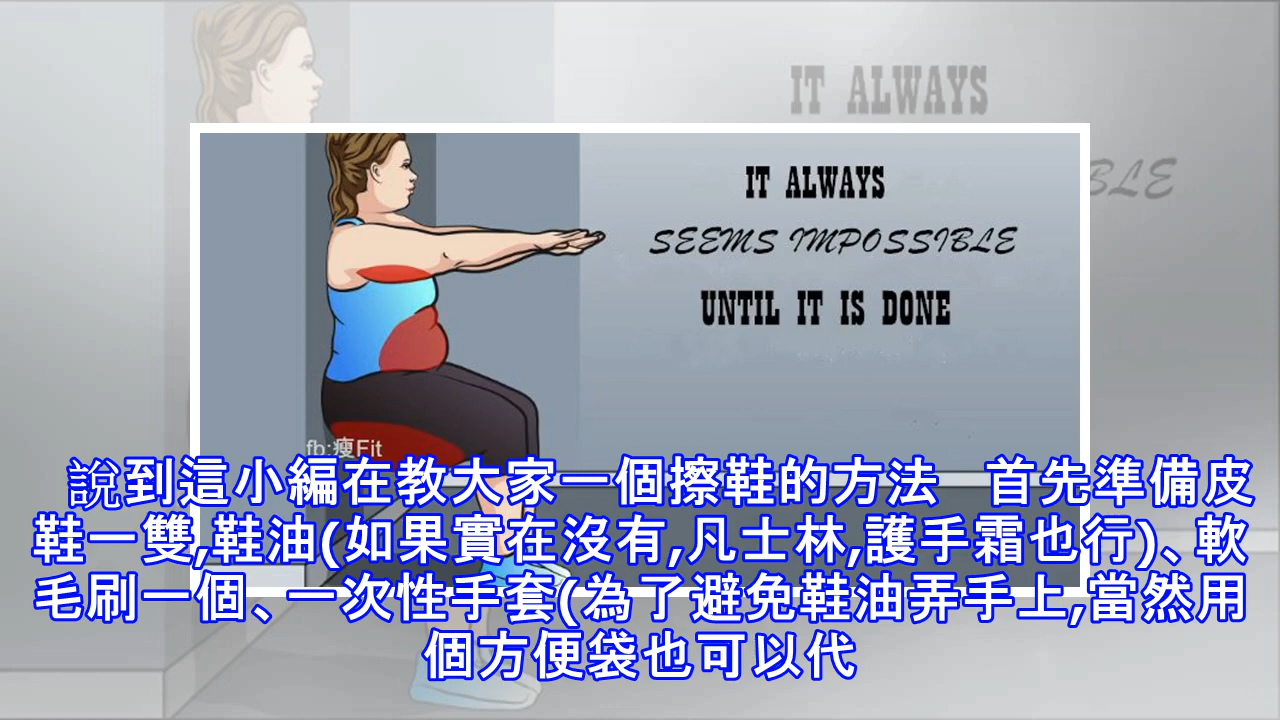 IT ALWAYS
BLE
IT ALWAYS
SEEMS IMPOSSIBLE
UNTIL IT IS DONE
fb:瘦Fit
說到這小編在教大家一個擦鞋的方法 首先準備皮
鞋一雙,鞋油(如果實在沒有,凡士林,護手霜也行)、軟
毛刷一個、一次性手套(為了避免鞋油弄手上,當然用
個方便袋也可以代